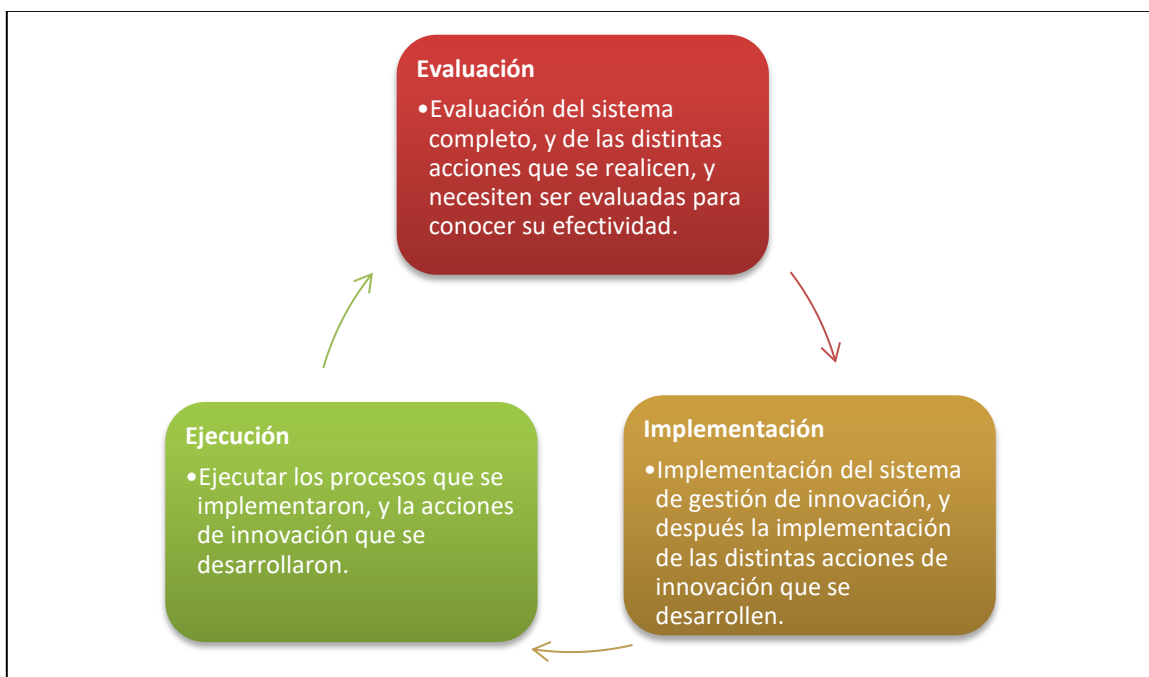 Evaluación
•Evaluación del sistema
completo, y de las distintas
acciones que se realicen, y
necesiten ser evaluadas para
conocer su efectividad.
Ejecución
•Ejecutar los procesos que se
implementaron, y la acciones
de innovación que se
desarrollaron.
Implementación
•Implementación del sistema
de gestión de innovación, y
después la implementación
de las distintas acciones de
innovación que se
desarrollen.